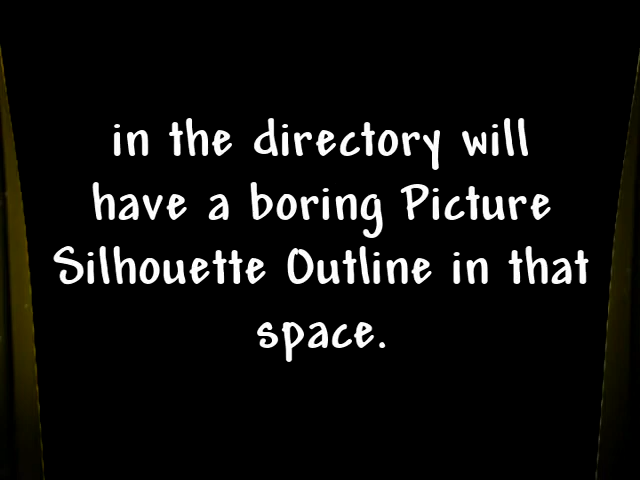 in the directory will
have a boring Picture
Silhouette Outline in that
space.